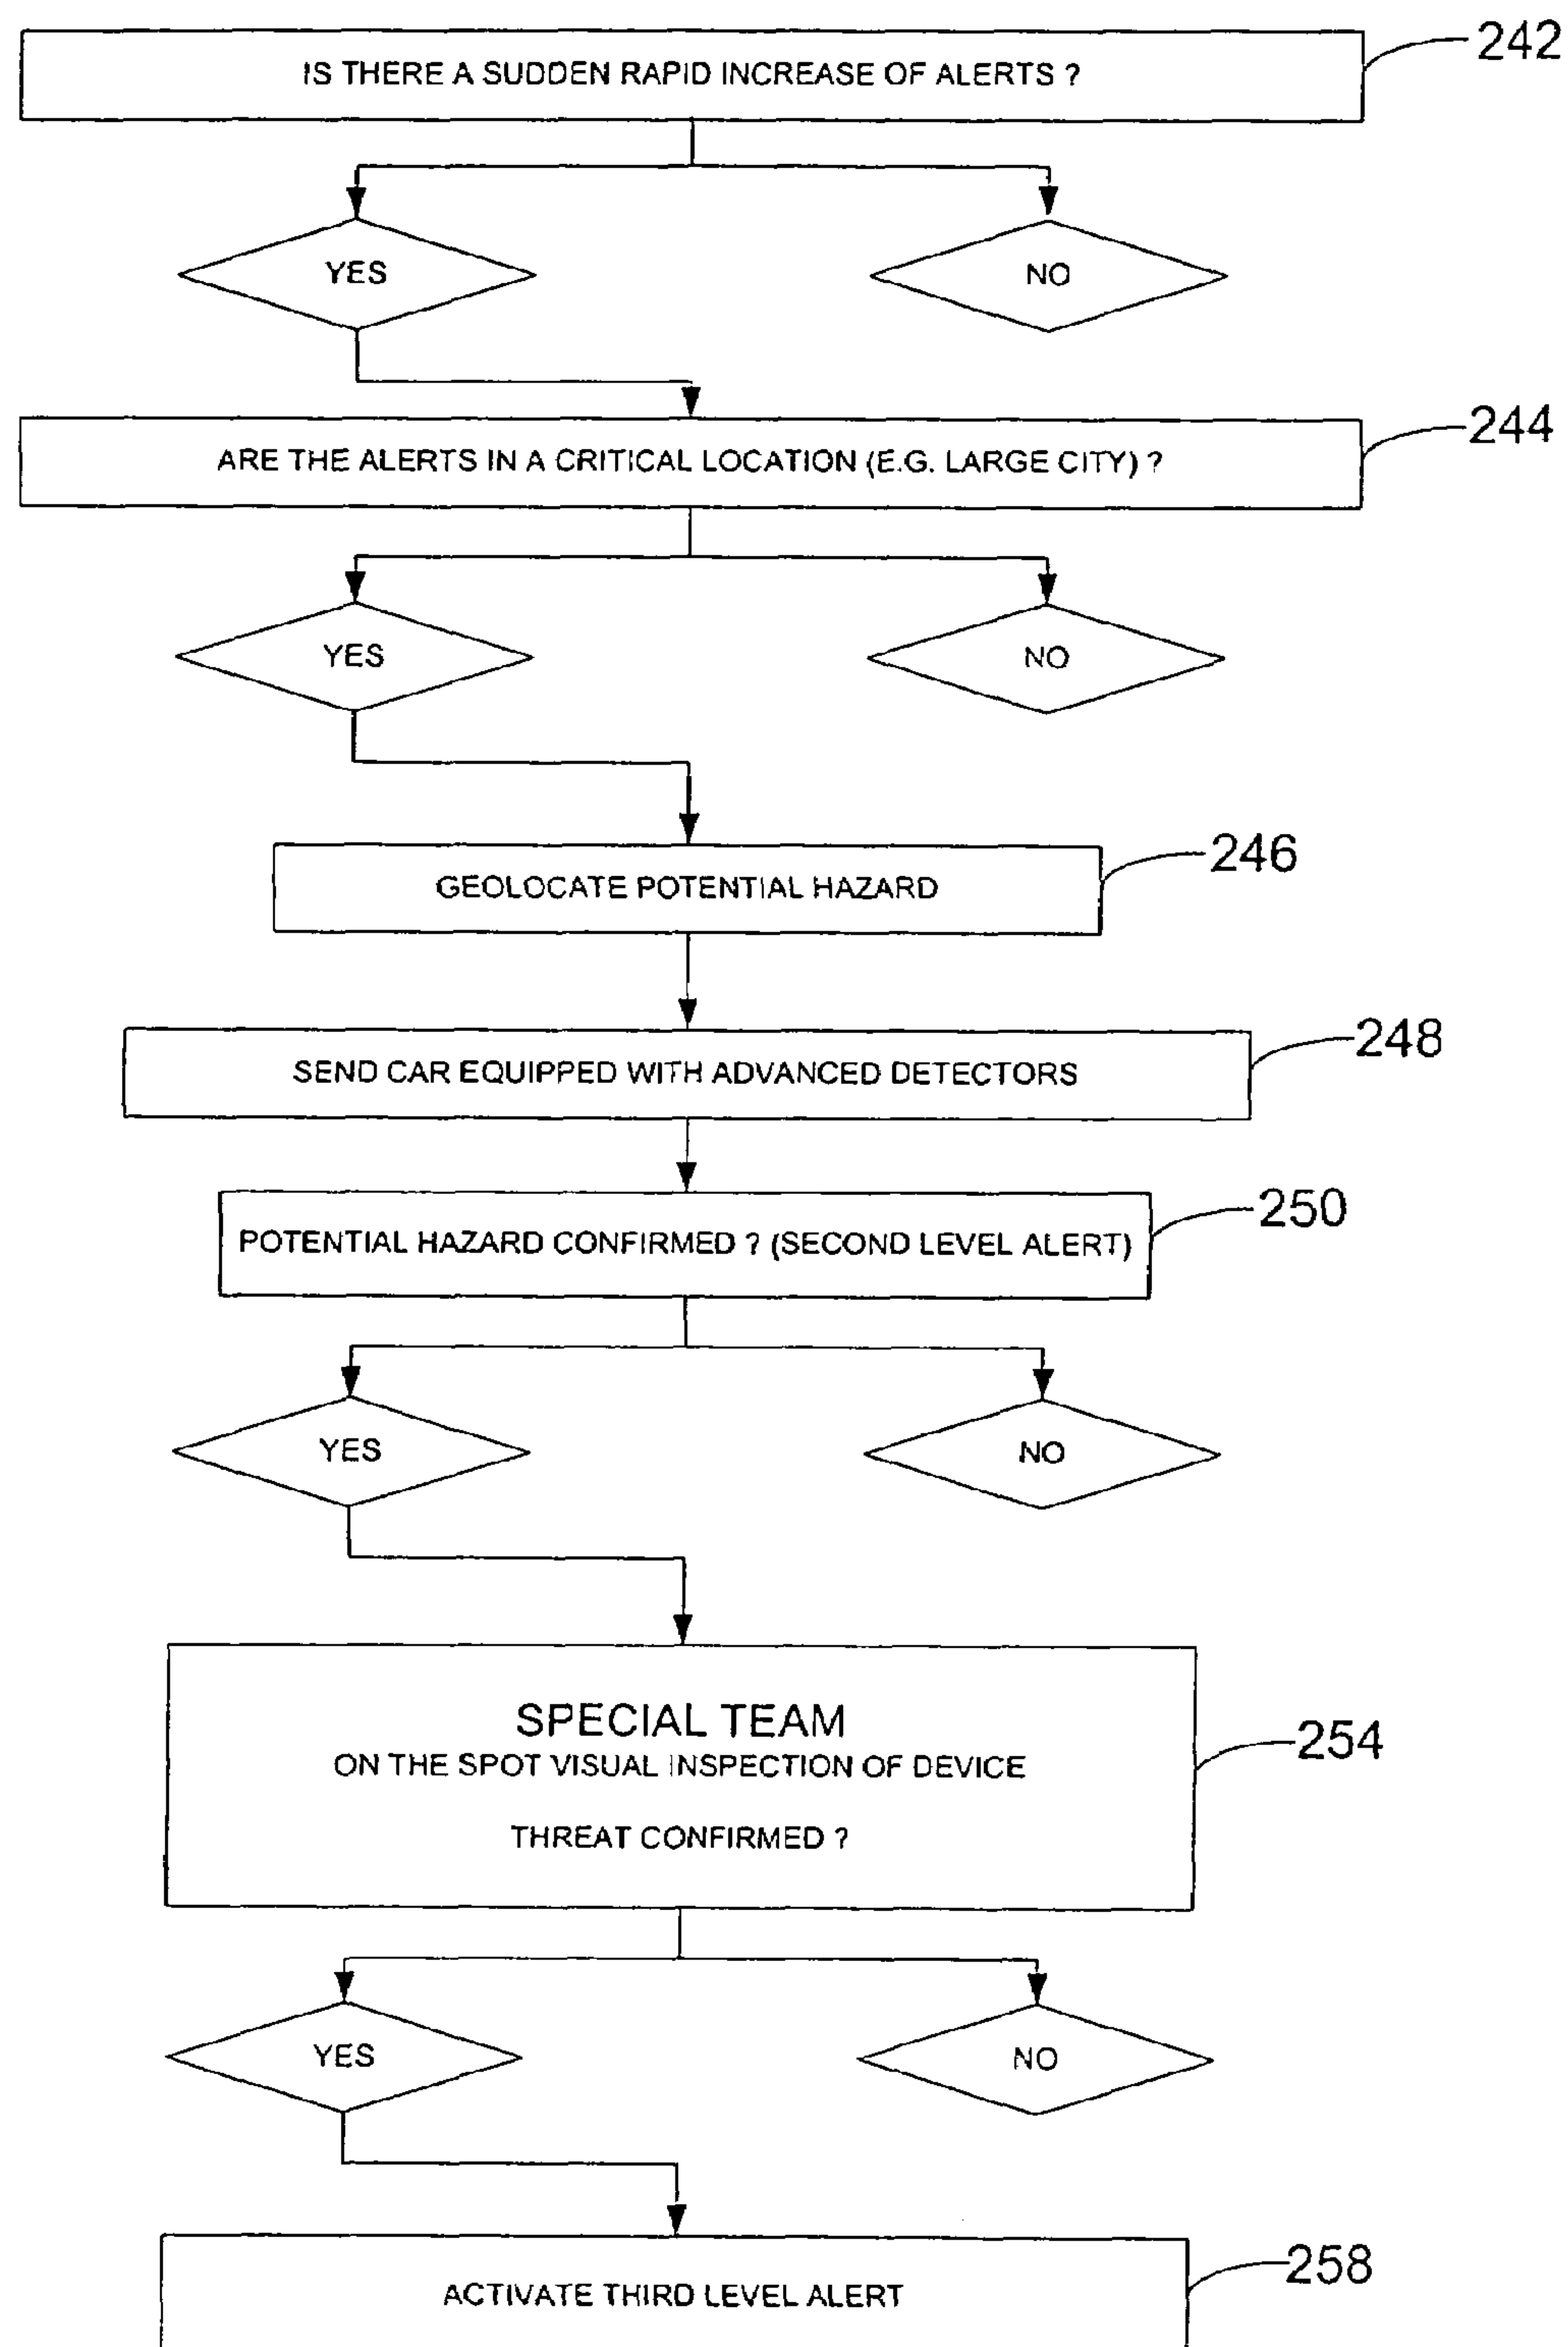 242
IS THERE A SUDDEN RAPID INCREASE OF ALERTS ?
YES
NO
244
ARE THE ALERTS IN A CRITICAL LOCATION (E.G. LARGE CITY) ?
YES
NO
246
GEOLOCATE POTENTIAL HAZARD
248
SEND CAR EQUIPPED WITH ADVANCED DETECTORS
250
POTENTIAL HAZARD CONFIRMED ? (SECOND LEVEL ALERT)
YES
NO
SPECIAL TEAM
254
ON THE SPOT VISUAL INSPECTION OF DEVICE
THREAT CONFIRMED ?
YES
NO
258
ACTIVATE THIRD LEVEL ALERT